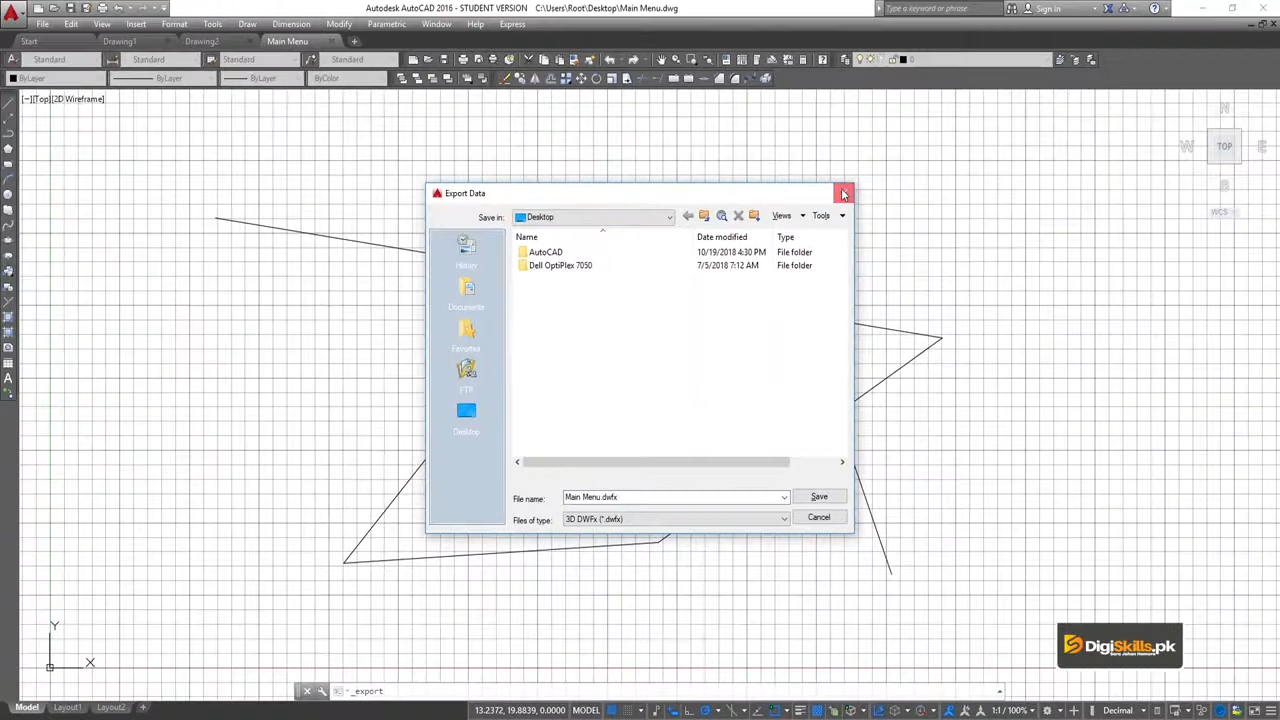 Autodesk AutoCAD 2016 - STUDENT VERSION    C:\Users\Root\Desktop\Main Menu.dwg
Type a keyword or phrase
Sign In
File Edit View Insert Format Tools Draw Dimension Modify Parametric Window Help Express
Start Drawing1 Drawing2 Main Menu
Standard Standard Standard Standard 0
ByLayer ByLayer ByLayer ByColor
[−][Top][2D Wireframe]
N
W TOP E
S
WCS
Export Data
Save in: Desktop Views Tools
Name Date modified Type
AutoCAD 10/19/2018 4:30 PM File folder
Dell OptiPlex 7050 7/5/2018 7:12 AM File folder
History
Documents
Favorites
FTP
Desktop
File name: Main Menu.dwfx Save
Files of type: 3D DWFx (*.dwfx) Cancel
Y
X
DigiSkills.pk
_export
Model Layout1 Layout2 +
13.2372, 19.8839, 0.0000 MODEL 1:1 / 100% Decimal